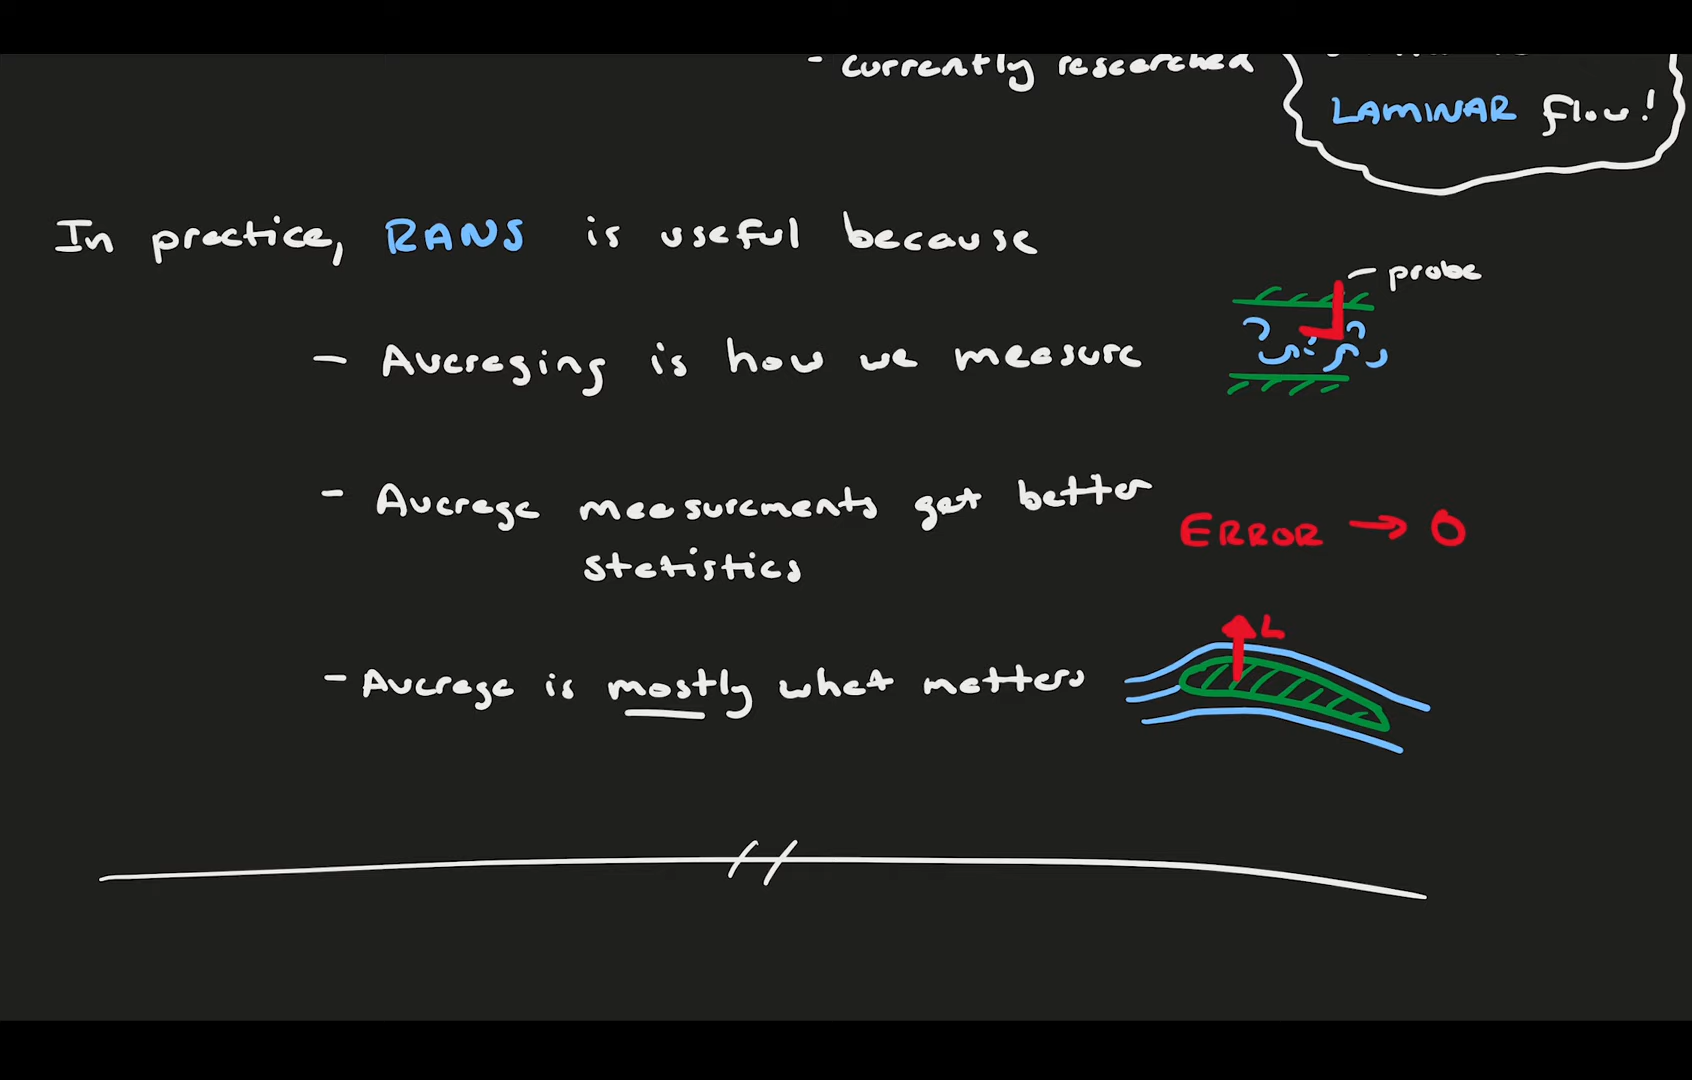 - currently researched
LAMINAR flow!
In practice, RANS is useful because
probe
- Averaging is how we measure
- Average measurements get better
statistics
ERROR → 0
L
- Average is mostly what matters